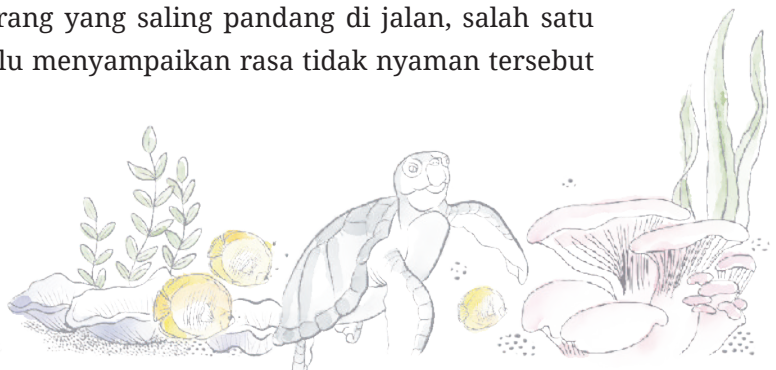 rang yang saling pandang di jalan, salah satu
lu menyampaikan rasa tidak nyaman tersebut